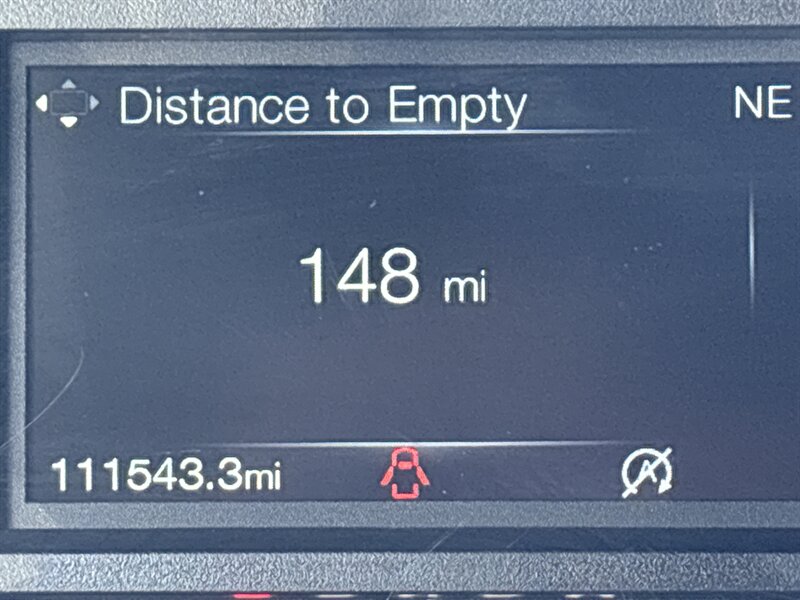 Distance to Empty NE
148 mi
111543.3mi